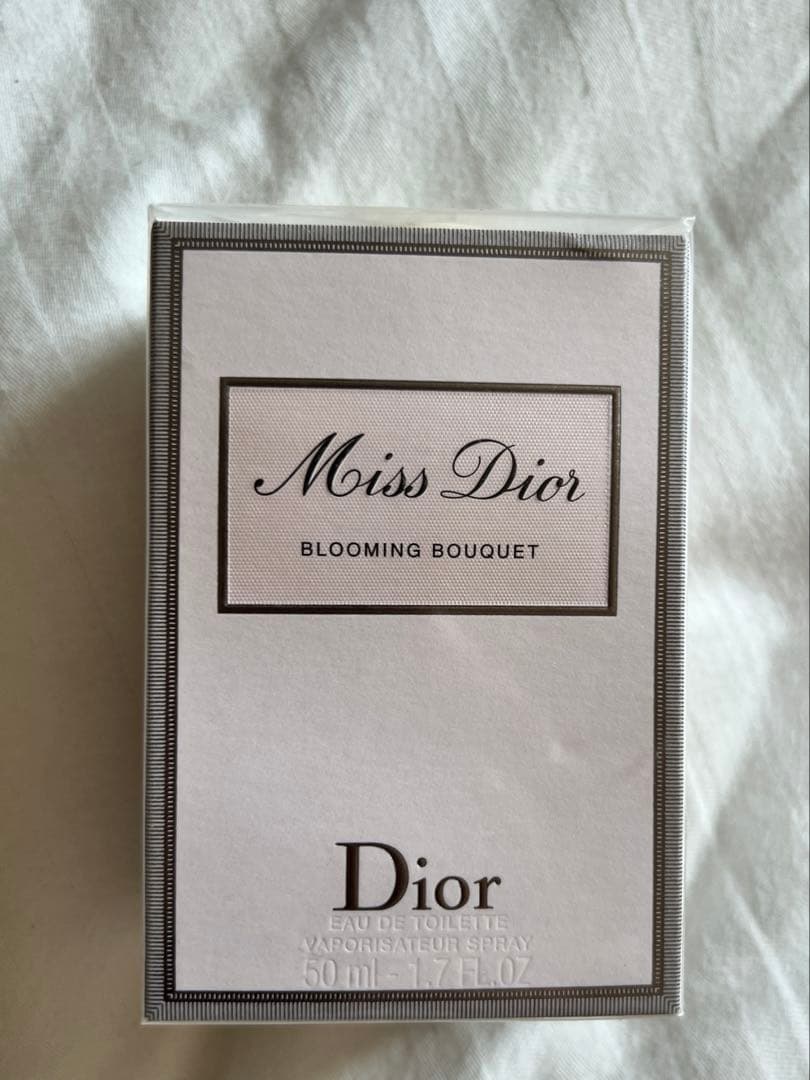 Miss Dior
BLOOMING BOUQUET
Dior
EAU DE TOILETTE
VAPORISATEUR SPRAY
50 ml - 1.7 FL.OZ